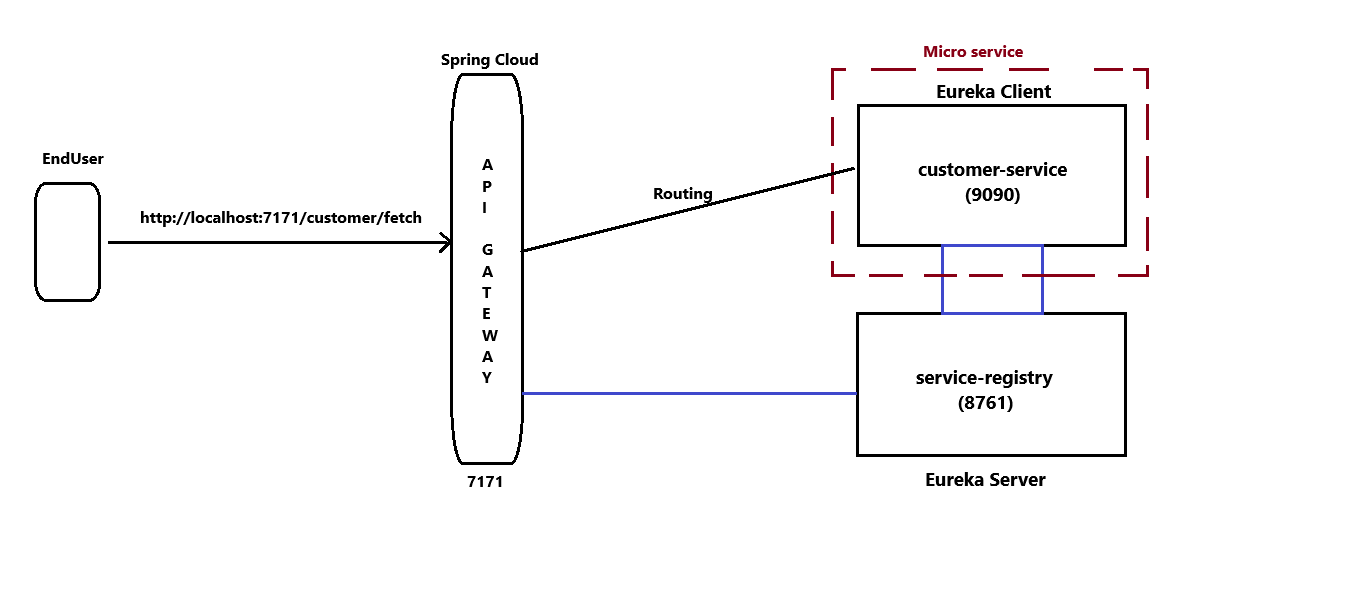 Spring Cloud
Micro service
Eureka Client
EndUser
http://localhost:7171/customer/fetch
A
P
I
G
A
T
E
W
A
Y
Routing
customer-service
(9090)
service-registry
(8761)
7171
Eureka Server